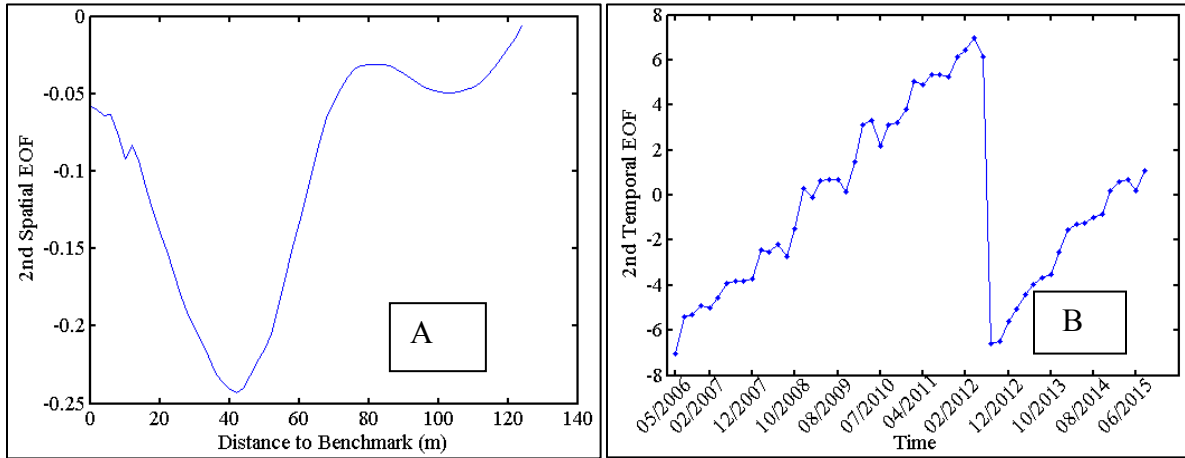 0
-0.05
-0.1
-0.15
-0.2
-0.25
2nd Spatial EOF
0 20 40 60 80 100 120 140
Distance to Benchmark (m)
A
8
6
4
2
0
-2
-4
-6
-8
2nd Temporal EOF
05/2006 02/2007 12/2007 10/2008 08/2009 07/2010 04/2011 02/2012 12/2012 10/2013 08/2014 06/2015
Time
B